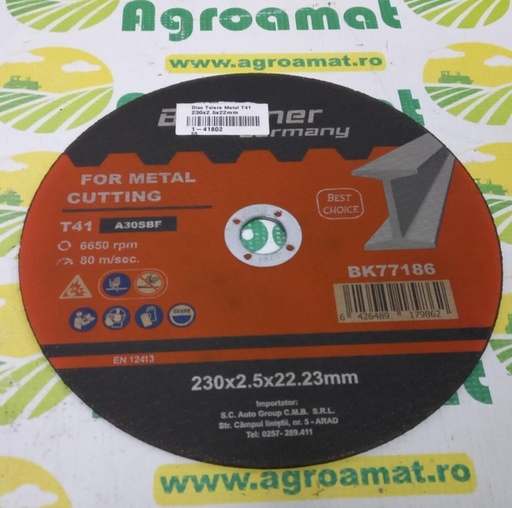 Agroamat
www.agroamat.ro
Disc Taiere Metal T41
230x2.5x22mm
1-41802
Germany
FOR METAL
CUTTING
T41 A30SBF
6650 rpm
80 m/sec.
BEST
CHOICE
BK77186
6 426489 179862
EN 12413
230x2.5x22.23mm
Importator:
S.C. Auto Group C.M.B. S.R.L.
Str. Câmpul liniștii, nr. 5 - ARAD
Tel: 0257- 289.411
www.agroamat.ro